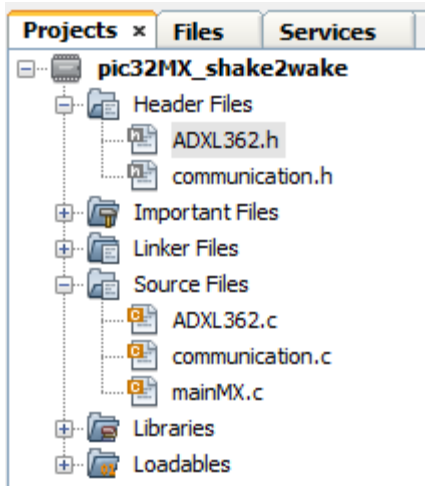 Projects × Files Services
pic32MX_shake2wake
Header Files
ADXL362.h
communication.h
Important Files
Linker Files
Source Files
ADXL362.c
communication.c
mainMX.c
Libraries
Loadables